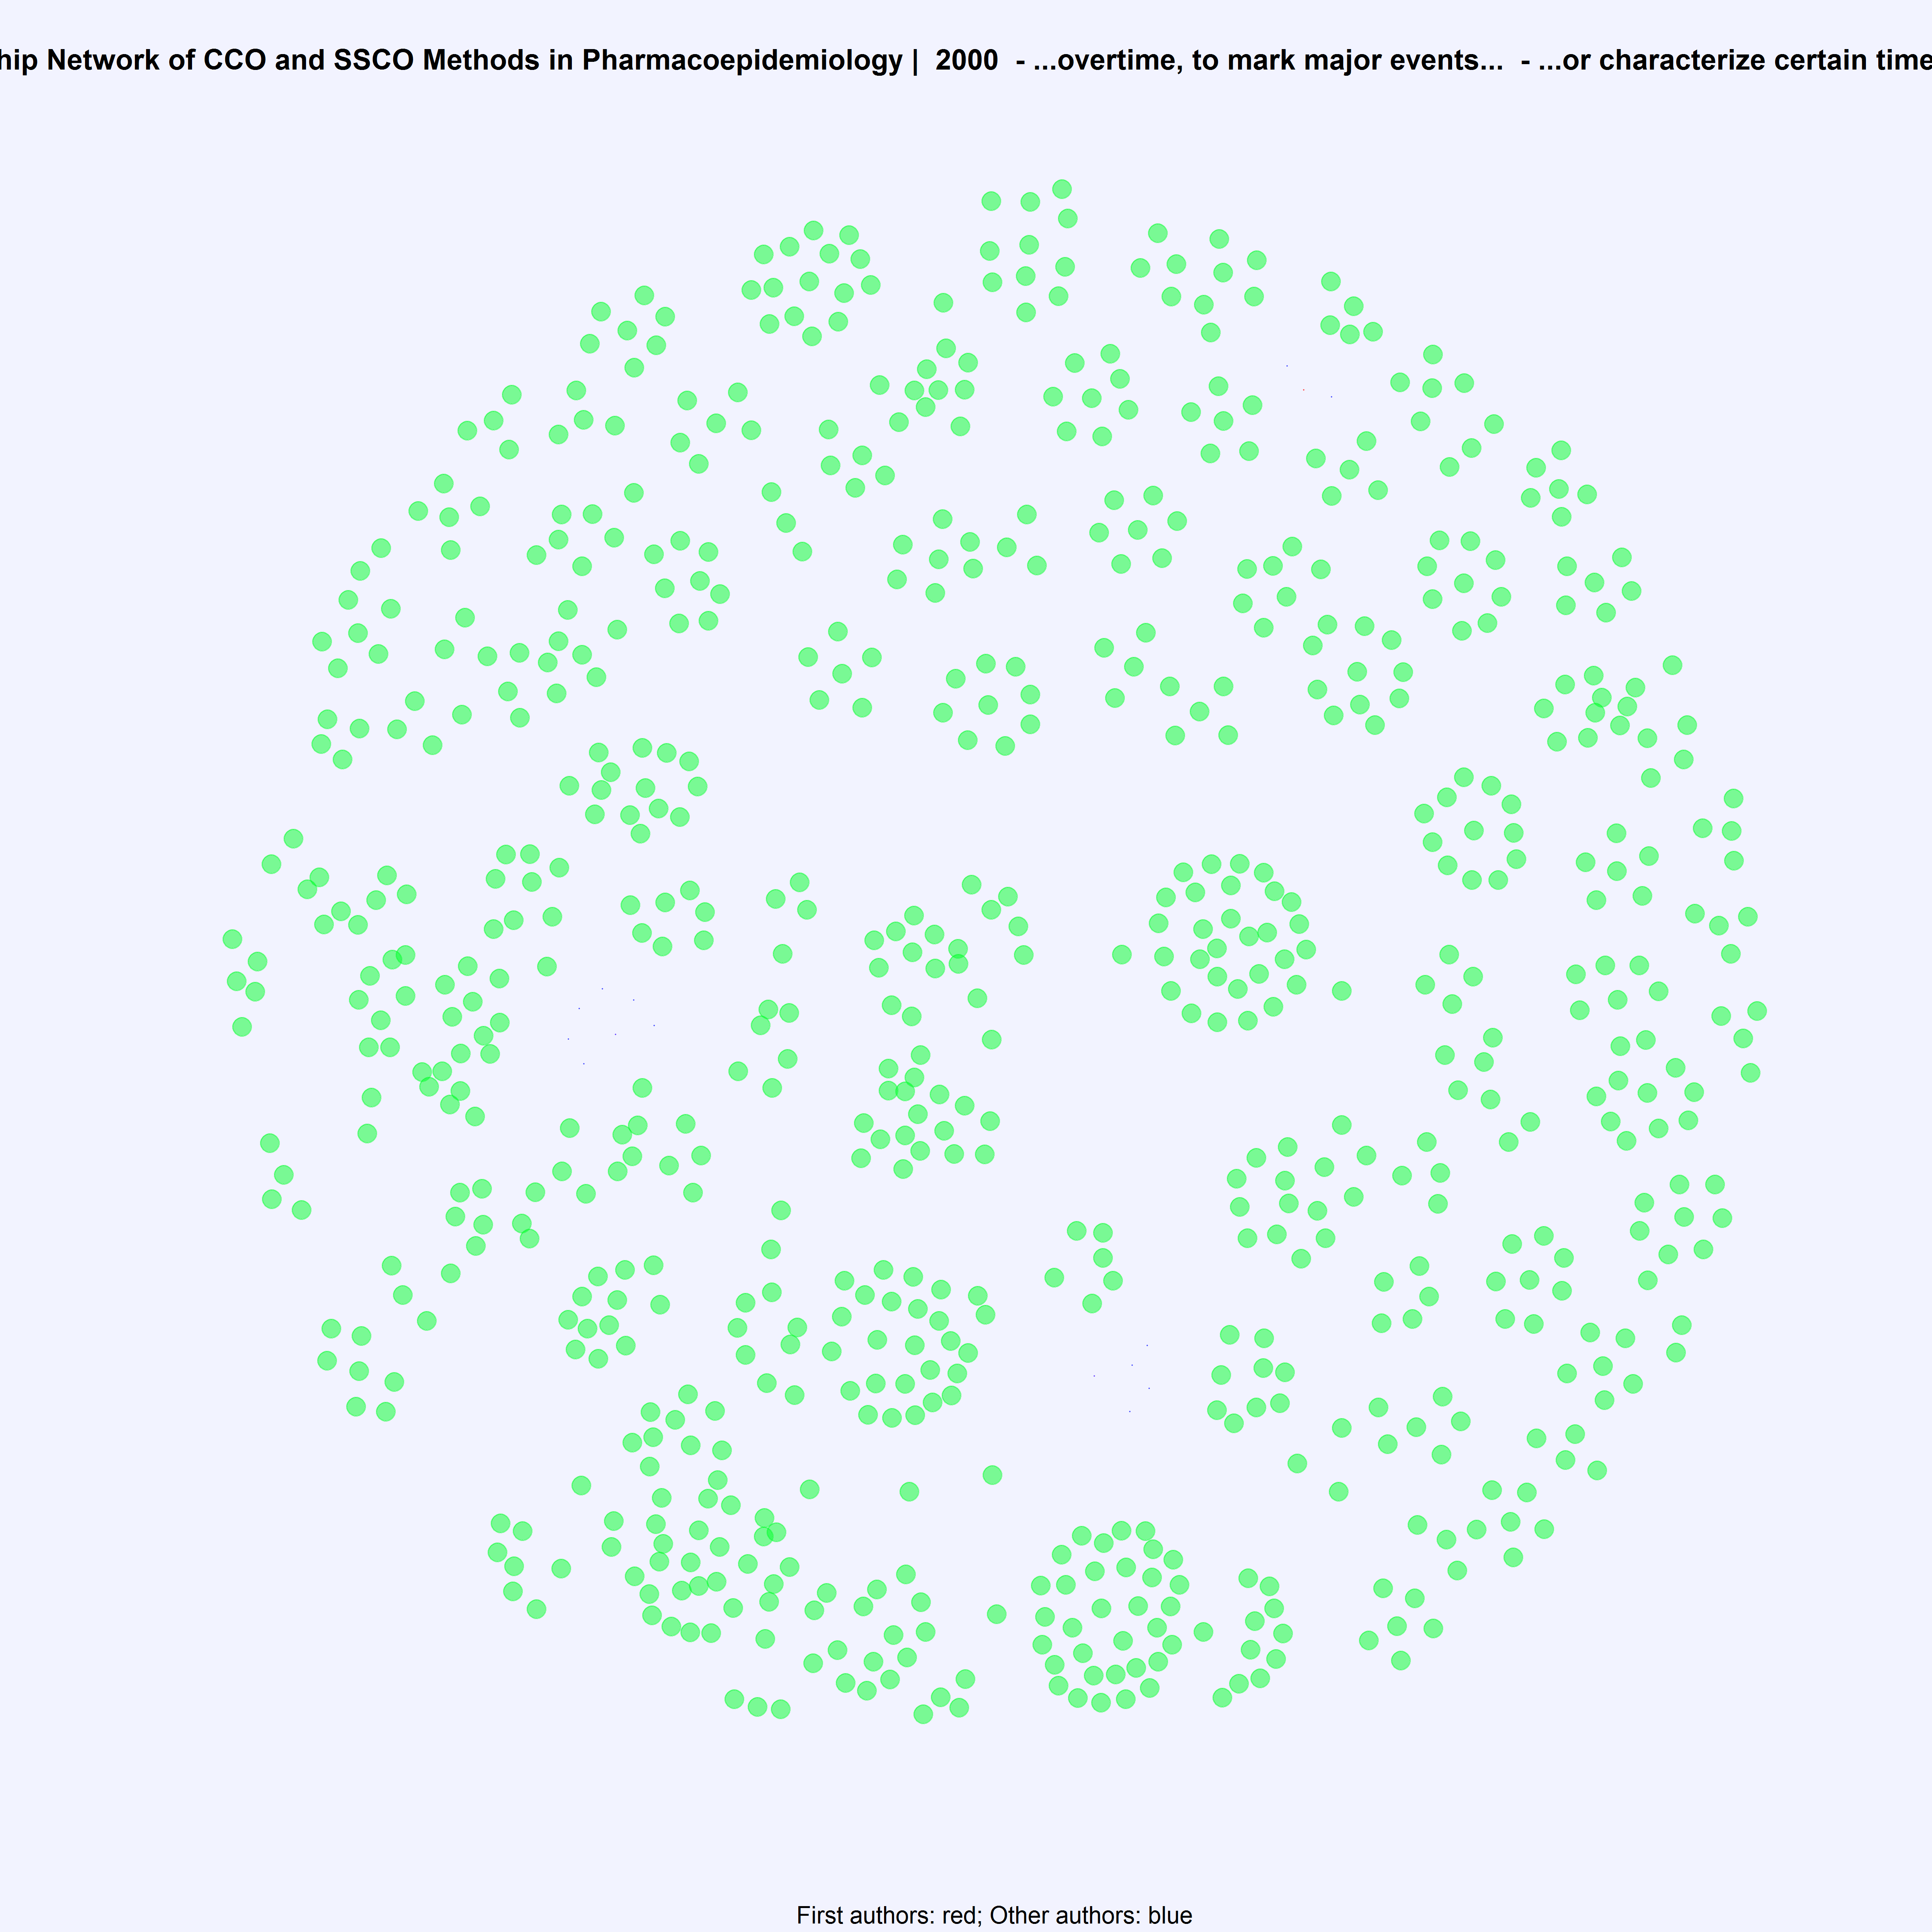 hip Network of CCO and SSCO Methods in Pharmacoepidemiology | 2000 - ...overtime, to mark major events... - ...or characterize certain time
First authors: red; Other authors: blue